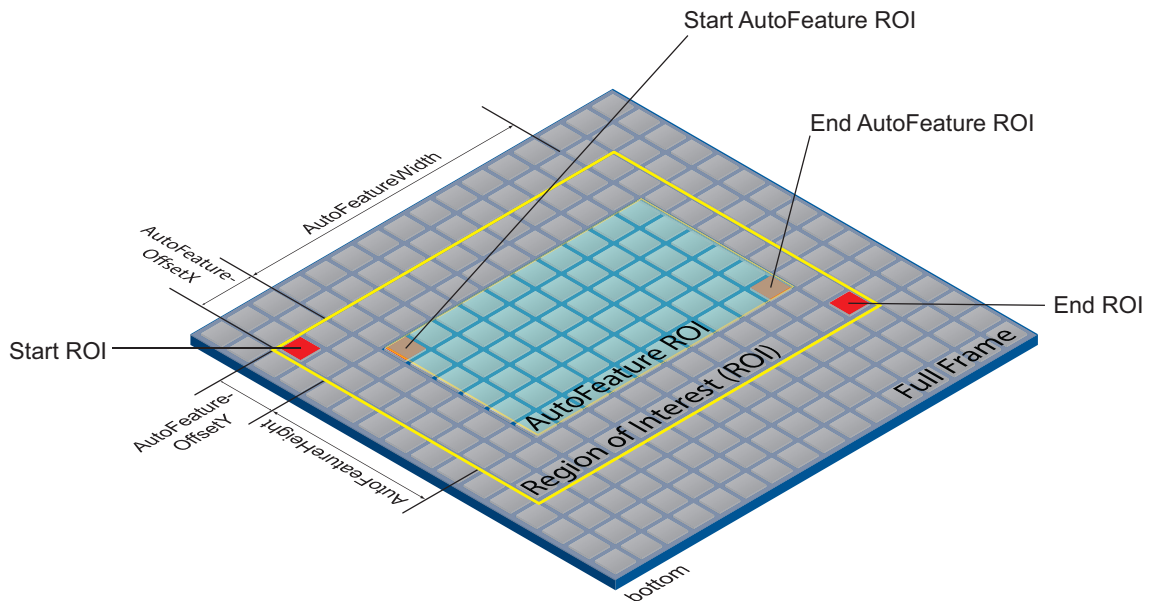 Start AutoFeature ROI
End AutoFeature ROI
AutoFeatureWidth
AutoFeature-
OffsetX
End ROI
Start ROI
AutoFeature ROI
Region of Interest (ROI)
Full Frame
AutoFeature-
OffsetY
AutoFeatureHeight
bottom